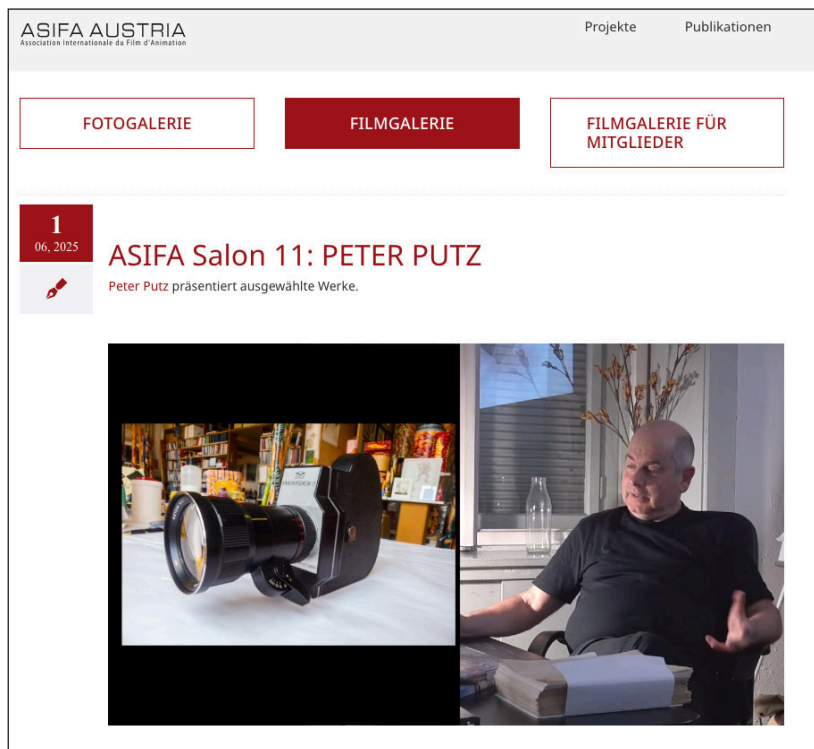 ASIFA AUSTRIA
Association Internationale du Film d'Animation
Projekte Publikationen
FOTOGALERIE
FILMGALERIE
FILMGALERIE FÜR
MITGLIEDER
1
06, 2025
ASIFA Salon 11: PETER PUTZ
Peter Putz präsentiert ausgewählte Werke.